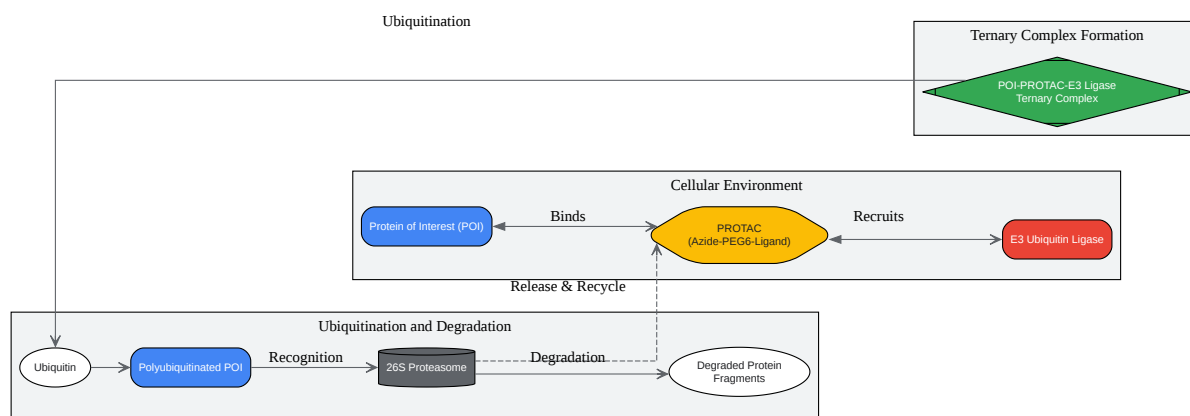 Ubiquitination
Ternary Complex Formation
POI-PROTAC-E3 Ligase
Ternary Complex
Cellular Environment
Protein of Interest (POI)
Binds
PROTAC
(Azide-PEG6-Ligand)
Recruits
E3 Ubiquitin Ligase
Release & Recycle
Ubiquitination and Degradation
Ubiquitin
Polyubiquitinated POI
Recognition
26S Proteasome
Degradation
Degraded Protein
Fragments